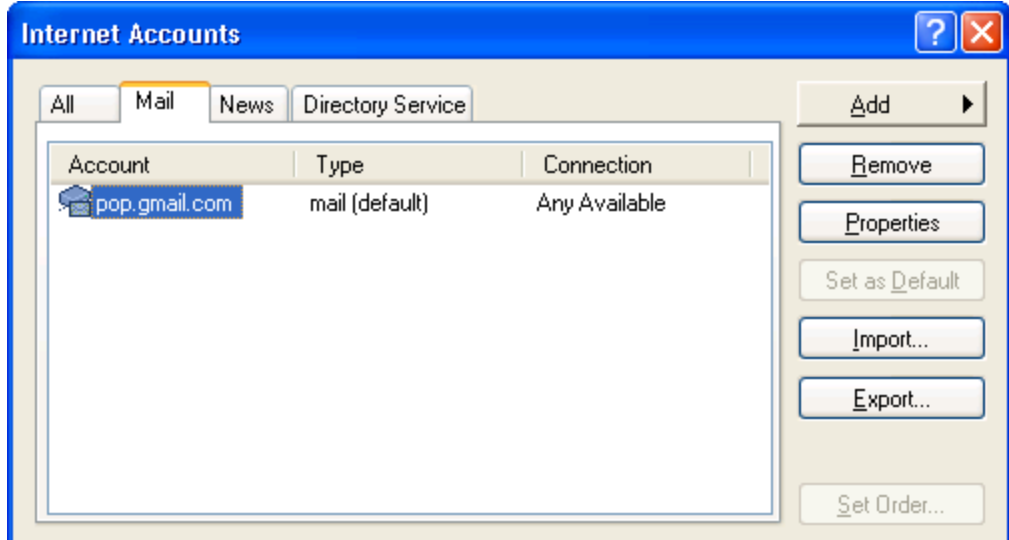 Internet Accounts
All Mail News Directory Service
Add
Account Type Connection
Remove
pop.gmail.com mail (default) Any Available
Properties
Set as Default
Import...
Export...
Set Order...